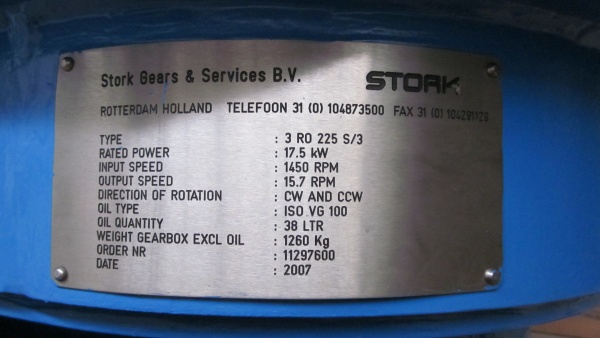 Stork Gears & Services B.V. STORK
ROTTERDAM HOLLAND TELEFOON 31 (0) 104873500 FAX 31 (0)
TYPE : 3 RO 225 S/3
RATED POWER : 17.5 kW
INPUT SPEED : 1450 RPM
OUTPUT SPEED : 15.7 RPM
DIRECTION OF ROTATION : CW AND CCW
OIL TYPE : ISO VG 100
OIL QUANTITY : 38 LTR
WEIGHT GEARBOX EXCL OIL : 1260 Kg
ORDER NR : 11297600
DATE : 2007